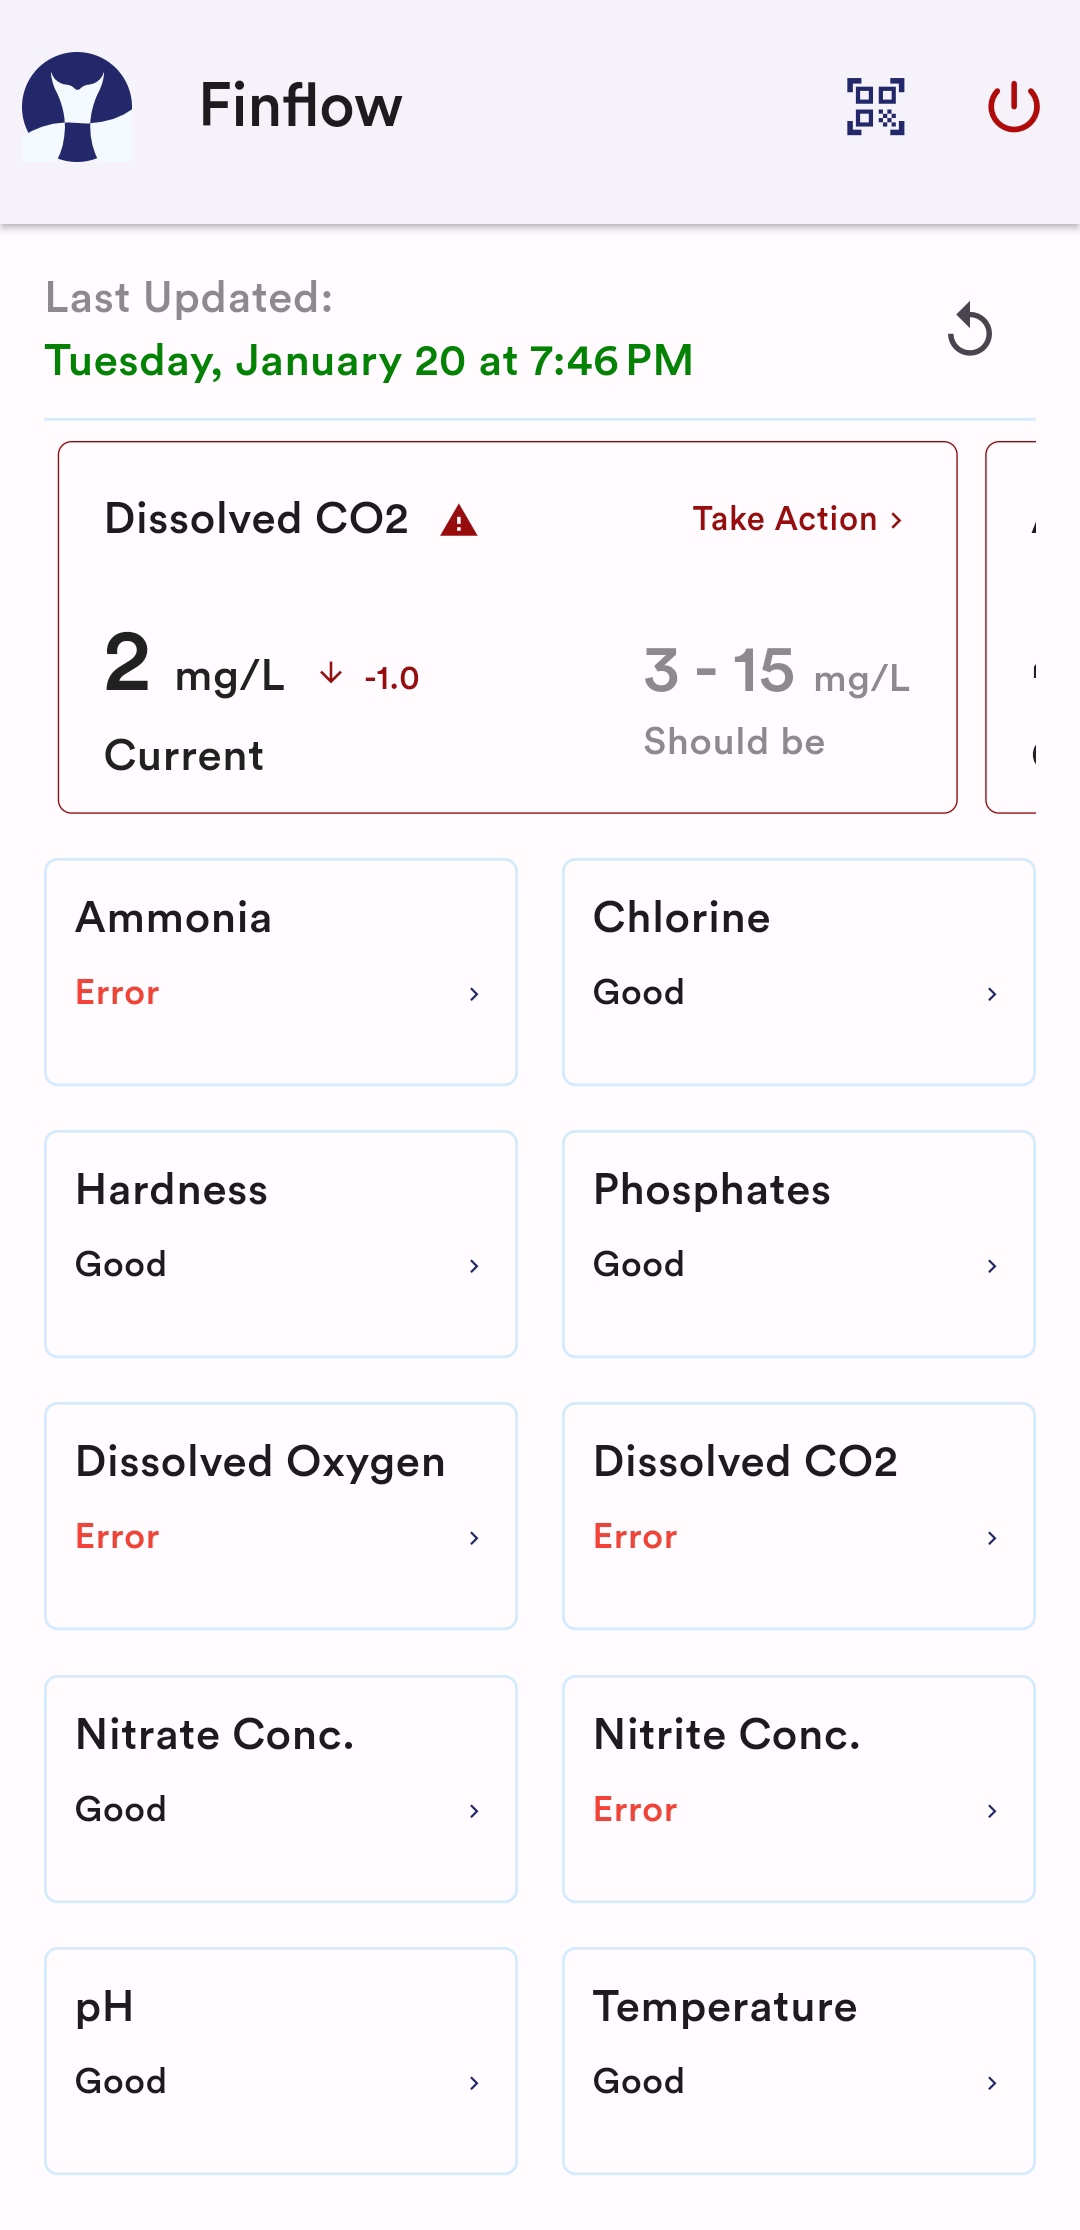 Finflow
Last Updated:
Tuesday, January 20 at 7:46 PM
Dissolved CO2
Take Action >
2 mg/L ↓ -1.0
3 - 15 mg/L
Current
Should be
Ammonia
Error
Chlorine
Good
Hardness
Good
Phosphates
Good
Dissolved Oxygen
Error
Dissolved CO2
Error
Nitrate Conc.
Good
Nitrite Conc.
Error
pH
Good
Temperature
Good